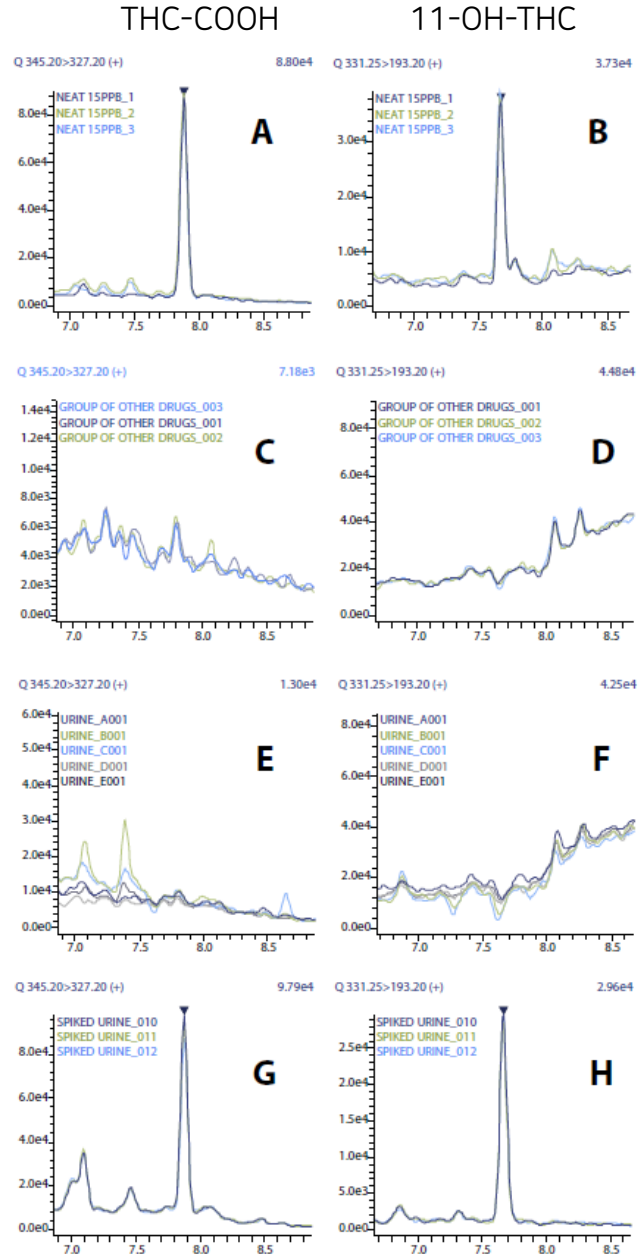 THC-COOH 11-OH-THC
Q 345.20>327.20 (+) 8.80e4
NEAT 15PPB_1
NEAT 15PPB_2
NEAT 15PPB_3
A
8.0e4
6.0e4
4.0e4
2.0e4
0.0e0
7.0 7.5 8.0 8.5
Q 331.25>193.20 (+) 3.73e4
NEAT 15PPB_1
NEAT 15PPB_2
NEAT 15PPB_3
B
3.0e4
2.0e4
1.0e4
0.0e0
7.0 7.5 8.0 8.5
Q 345.20>327.20 (+) 7.18e3
GROUP OF OTHER DRUGS_003
GROUP OF OTHER DRUGS_001
GROUP OF OTHER DRUGS_002
C
1.4e4
1.2e4
1.0e4
8.0e3
6.0e3
4.0e3
2.0e3
0.0e0
7.0 7.5 8.0 8.5
Q 331.25>193.20 (+) 4.48e4
GROUP OF OTHER DRUGS_001
GROUP OF OTHER DRUGS_002
GROUP OF OTHER DRUGS_003
D
8.0e4
6.0e4
4.0e4
2.0e4
0.0e0
7.0 7.5 8.0 8.5
Q 345.20>327.20 (+) 1.30e4
URINE_A001
URINE_B001
URINE_C001
URINE_D001
URINE_E001
E
6.0e4
5.0e4
4.0e4
3.0e4
2.0e4
1.0e4
0.0e0
7.0 7.5 8.0 8.5
Q 331.25>193.20 (+) 4.25e4
URINE_A001
UIRNE_B001
URINE_C001
URINE_D001
URINE_E001
F
8.0e4
6.0e4
4.0e4
2.0e4
0.0e0
7.0 7.5 8.0 8.5
Q 345.20>327.20 (+) 9.79e4
SPIKED URINE_010
SPIKED URINE_011
SPIKED URINE_012
G
8.0e4
6.0e4
4.0e4
2.0e4
0.0e0
7.0 7.5 8.0 8.5
Q 331.25>193.20 (+) 2.96e4
SPIKED URINE_010
SPIKED URINE_011
SPIKED URINE_012
H
2.5e4
2.0e4
1.5e4
1.0e4
5.0e3
0.0e0
7.0 7.5 8.0 8.5